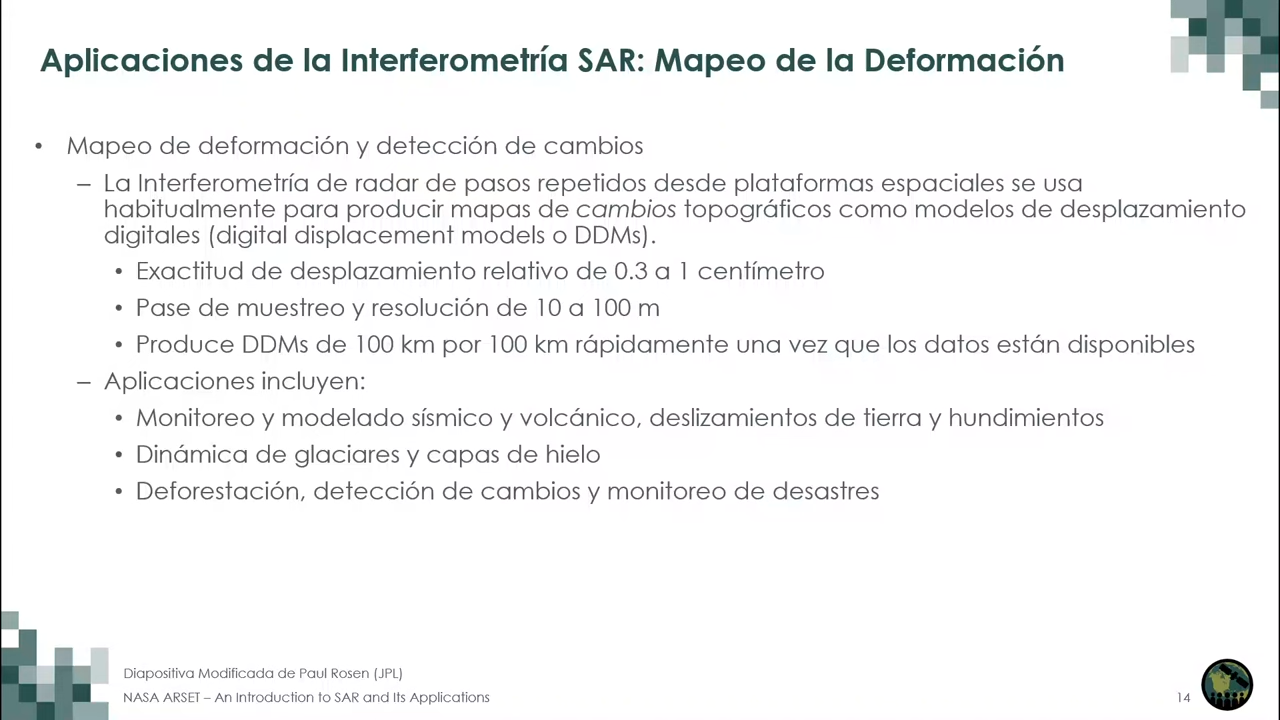 Aplicaciones de la Interferometría SAR: Mapeo de la Deformación
• Mapeo de deformación y detección de cambios
– La Interferometría de radar de pasos repetidos desde plataformas espaciales se usa
habitualmente para producir mapas de cambios topográficos como modelos de desplazamiento
digitales (digital displacement models o DDMs).
• Exactitud de desplazamiento relativo de 0.3 a 1 centímetro
• Pase de muestreo y resolución de 10 a 100 m
• Produce DDMs de 100 km por 100 km rápidamente una vez que los datos están disponibles
– Aplicaciones incluyen:
• Monitoreo y modelado sísmico y volcánico, deslizamientos de tierra y hundimientos
• Dinámica de glaciares y capas de hielo
• Deforestación, detección de cambios y monitoreo de desastres
Diapositiva Modificada de Paul Rosen (JPL)
NASA ARSET – An Introduction to SAR and Its Applications
14